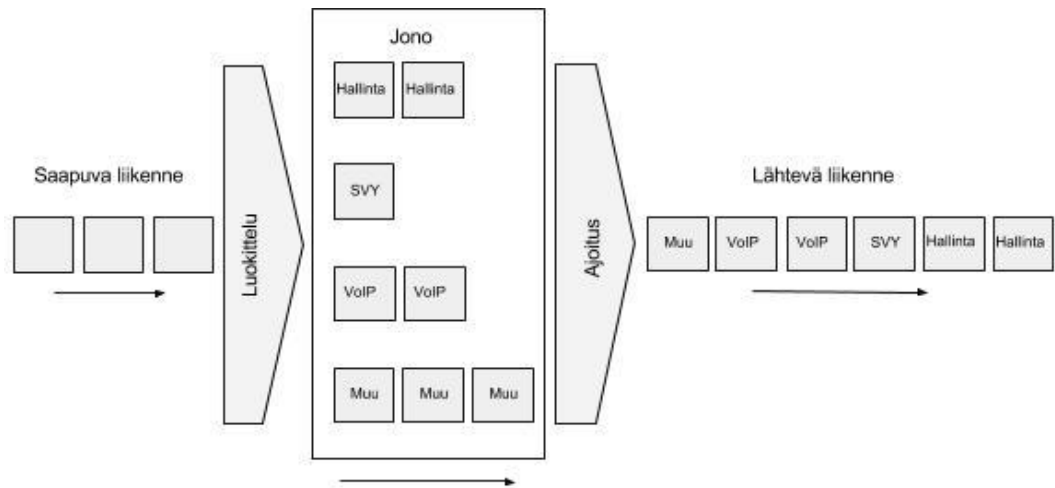 Jono
Hallinta Hallinta
SVY
VoIP VoIP
Muu Muu Muu
Saapuva liikenne
Luokittelu
Ajoitus
Lähtevä liikenne
Muu VoIP VoIP SVY Hallinta Hallinta